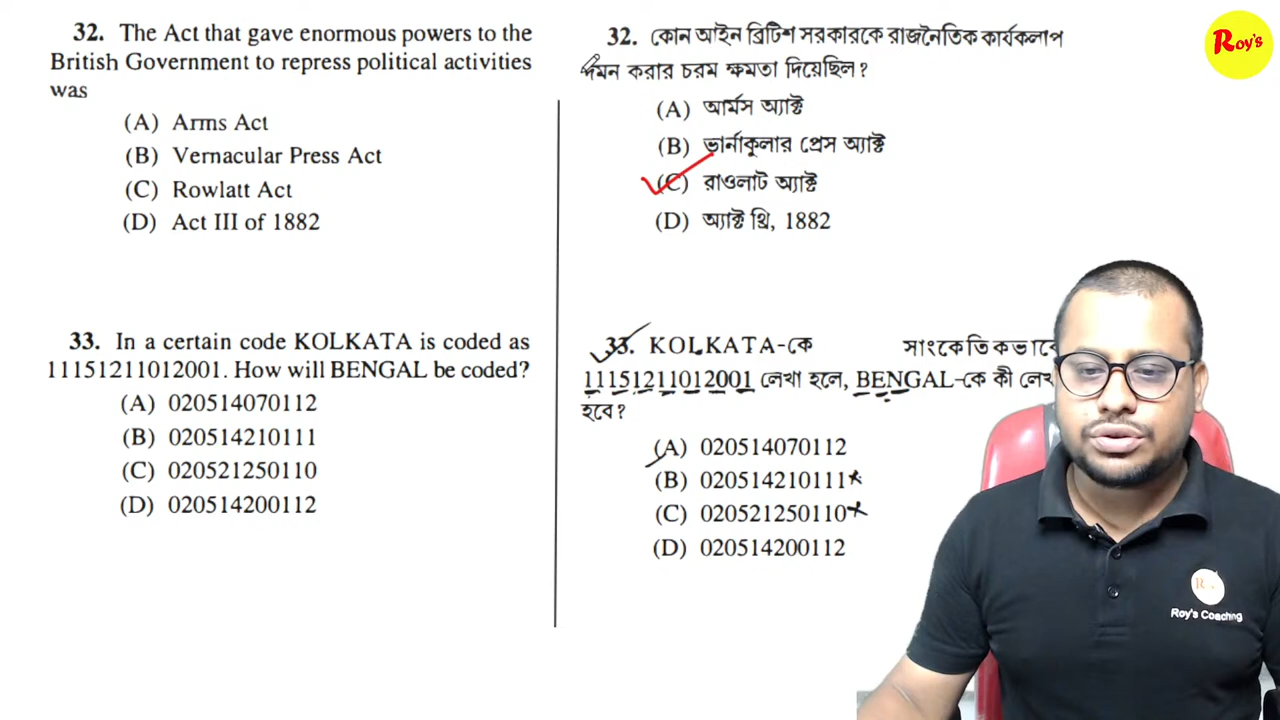 32. The Act that gave enormous powers to the
British Government to repress political activities
was
(A) Arms Act
(B) Vernacular Press Act
(C) Rowlatt Act
(D) Act III of 1882
33. In a certain code KOLKATA is coded as
11151211012001. How will BENGAL be coded?
(A) 020514070112
(B) 020514210111
(C) 020521250110
(D) 020514200112
32. কোন আইন ব্রিটিশ সরকারকে রাজনৈতিক কার্যকলাপ
দমন করার চরম ক্ষমতা দিয়েছিল?
(A) আর্মস অ্যাক্ট
(B) ভার্নাকুলার প্রেস অ্যাক্ট
(C) রাওলাট অ্যাক্ট
(D) অ্যাক্ট থ্রি, 1882
33. KOLKATA-কে সাংকেতিকভাবে
11151211012001 লেখা হলে, BENGAL-কে কী লেখ
হবে?
(A) 020514070112
(B) 020514210111
(C) 020521250110
(D) 020514200112
Roy's
Roy's Coaching